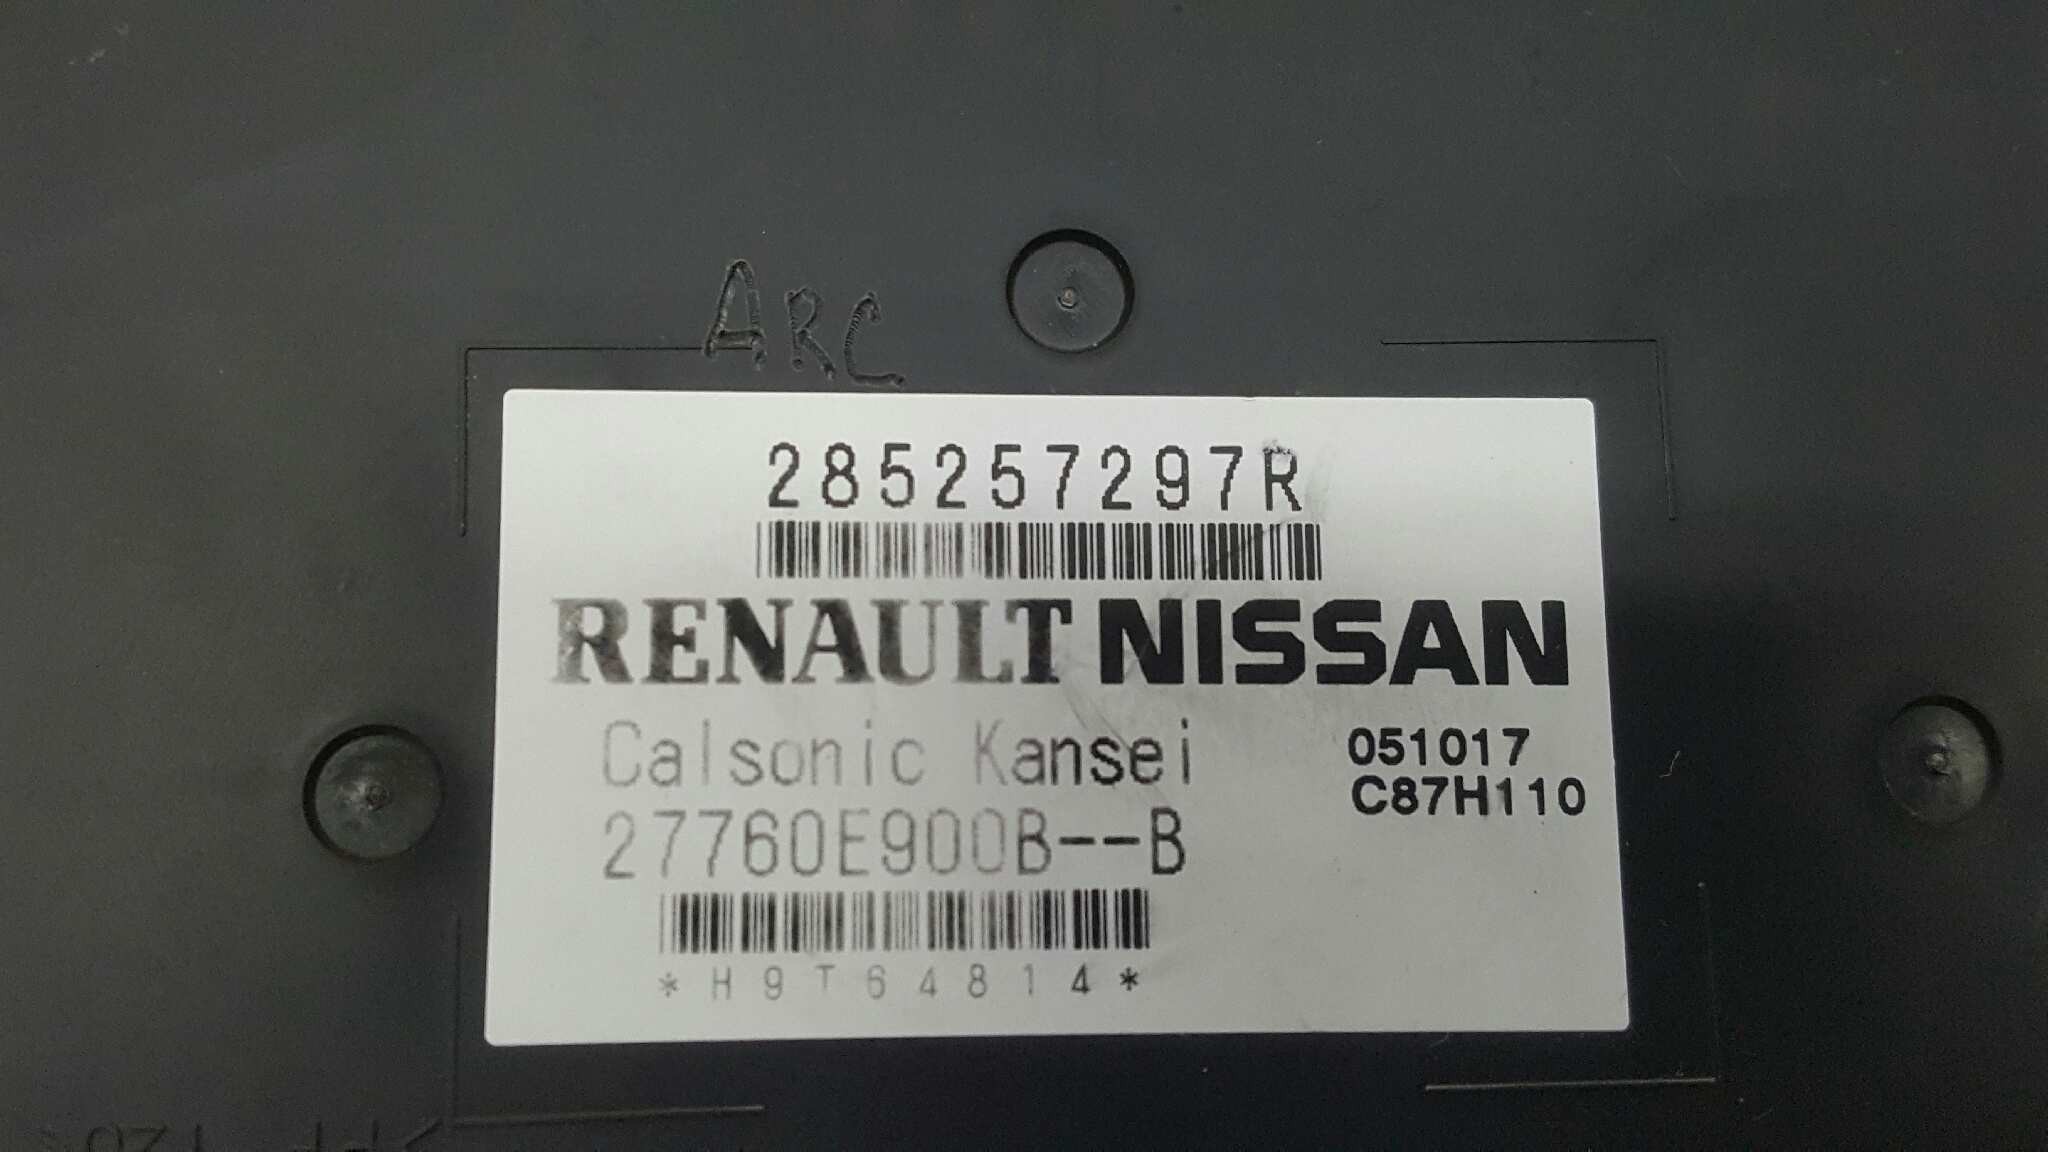 ARC
285257297R
RENAULT NISSAN
Calsonic Kansei
051017
C87H110
27760E900B--B
*H9T64814*